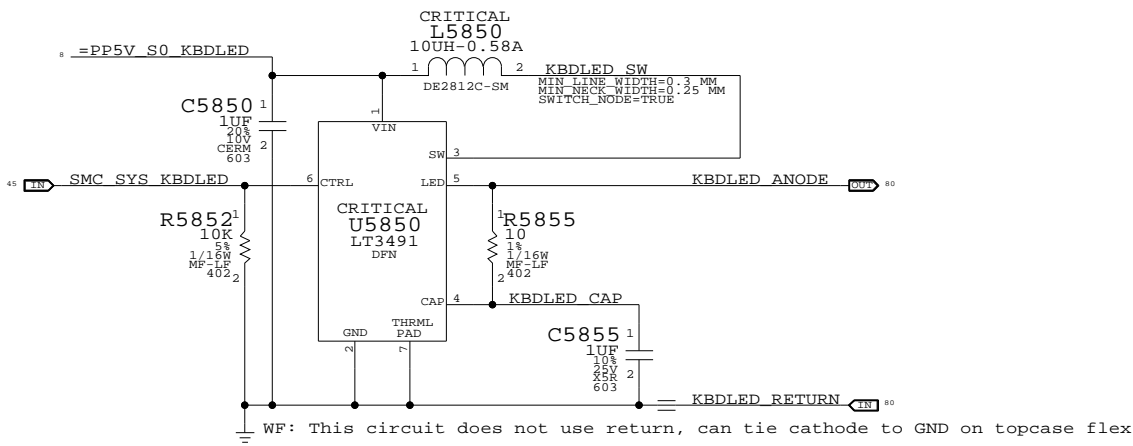 CRITICAL
L5850
10UH-0.58A
8 =PP5V_S0_KBDLED
1 2 KBDLED_SW
DE2812C-SM
MIN_LINE_WIDTH=0.3 MM
MIN_NECK_WIDTH=0.25 MM
SWITCH_NODE=TRUE
C5850 1
1UF
20%
10V
CERM 2
603
1
VIN
SW 3
45 IN SMC_SYS_KBDLED 6 CTRL
LED 5 KBDLED_ANODE OUT 80
CRITICAL
U5850
LT3491
DFN
R5852 1
10K
5%
1/16W
MF-LF
402 2
1 R5855
10
1%
1/16W
MF-LF
2 402
CAP 4 KBDLED_CAP
GND
THRML
PAD
2 7
C5855 1
1UF
10%
25V
X5R 2
603
KBDLED_RETURN IN 80
WF: This circuit does not use return, can tie cathode to GND on topcase flex